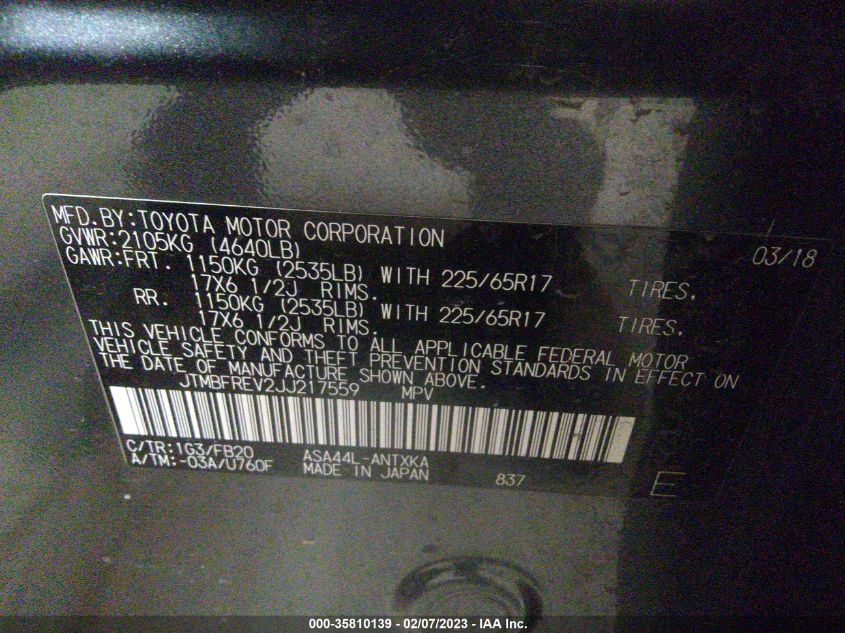 MFD.BY:TOYOTA MOTOR CORPORATION 03/18
GVWR:2105KG (4640LB)
GAWR:FRT. 1150KG (2535LB) WITH 225/65R17 TIRES,
17X6 1/2J RIMS.
RR. 1150KG (2535LB) WITH 225/65R17 TIRES,
17X6 1/2J RIMS.
THIS VEHICLE CONFORMS TO ALL APPLICABLE FEDERAL MOTOR
VEHICLE SAFETY AND THEFT PREVENTION STANDARDS IN EFFECT ON
THE DATE OF MANUFACTURE SHOWN ABOVE.
JTMBFREV2JJ217559 MPV
C/TR:1G3/FB20 ASA44L-ANTXKA
A/TM:-03A/U760F MADE IN JAPAN 837 E
000-35810139 - 02/07/2023 - IAA Inc.